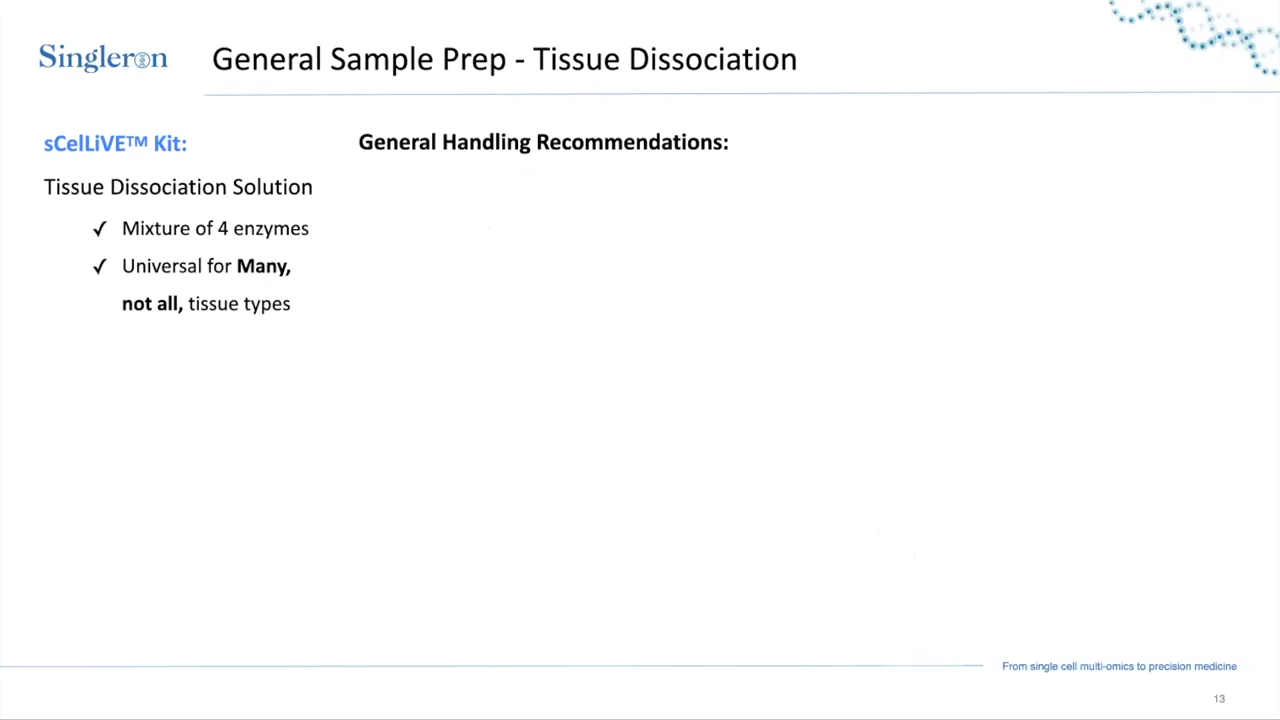 Singleron
General Sample Prep - Tissue Dissociation
sCelLiVE™ Kit:
Tissue Dissociation Solution
✓ Mixture of 4 enzymes
✓ Universal for Many,
not all, tissue types
General Handling Recommendations:
From single cell multi-omics to precision medicine
13